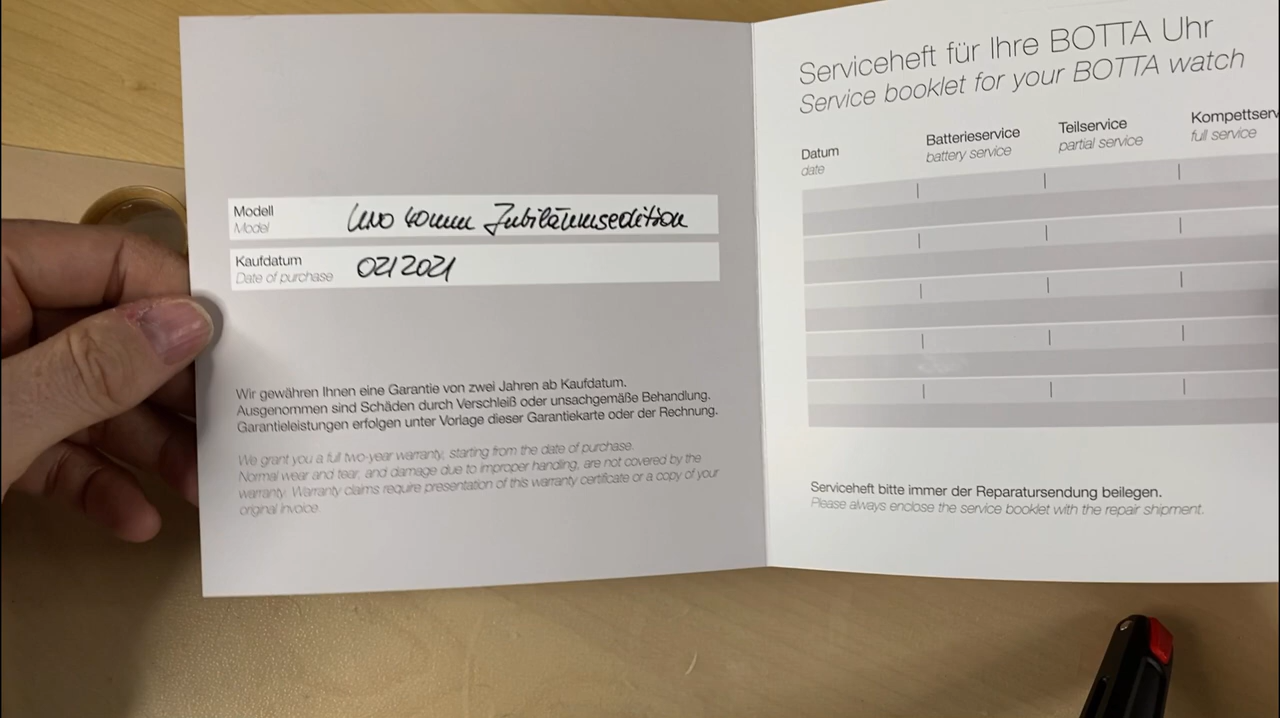 Modell
Model
Uno 40mm Jubiläumsedition
Kaufdatum
Date of purchase
02/2021
Wir gewähren Ihnen eine Garantie von zwei Jahren ab Kaufdatum.
Ausgenommen sind Schäden durch Verschleiß oder unsachgemäße Behandlung.
Garantieleistungen erfolgen unter Vorlage dieser Garantiekarte oder der Rechnung.
We grant you a full two-year warranty, starting from the date of purchase.
Normal wear and tear, and damage due to improper handling, are not covered by the
warranty. Warranty claims require presentation of this warranty certificate or a copy of your
original invoice.
Serviceheft für Ihre BOTTA Uhr
Service booklet for your BOTTA watch
Datum
date
Batterieservice
battery service
Teilservice
partial service
Kompettserv
full service
Serviceheft bitte immer der Reparatursendung beilegen.
Please always enclose the service booklet with the repair shipment.